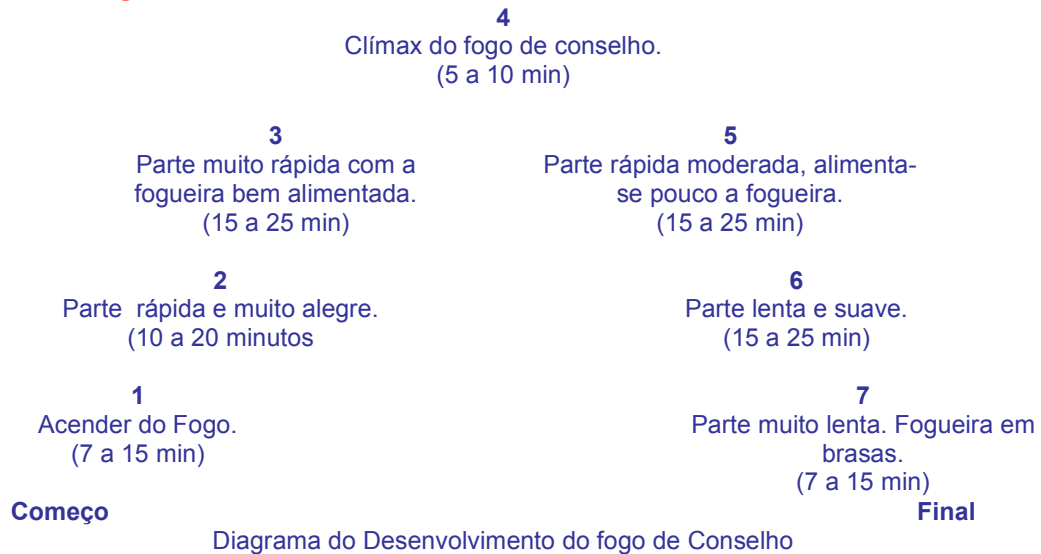 4
Clímax do fogo de conselho.
(5 a 10 min)
3
Parte muito rápida com a
fogueira bem alimentada.
(15 a 25 min)
5
Parte rápida moderada, alimenta-
se pouco a fogueira.
(15 a 25 min)
2
Parte rápida e muito alegre.
(10 a 20 minutos
6
Parte lenta e suave.
(15 a 25 min)
1
Acender do Fogo.
(7 a 15 min)
7
Parte muito lenta. Fogueira em
brasas.
(7 a 15 min)
Começo
Final
Diagrama do Desenvolvimento do fogo de Conselho